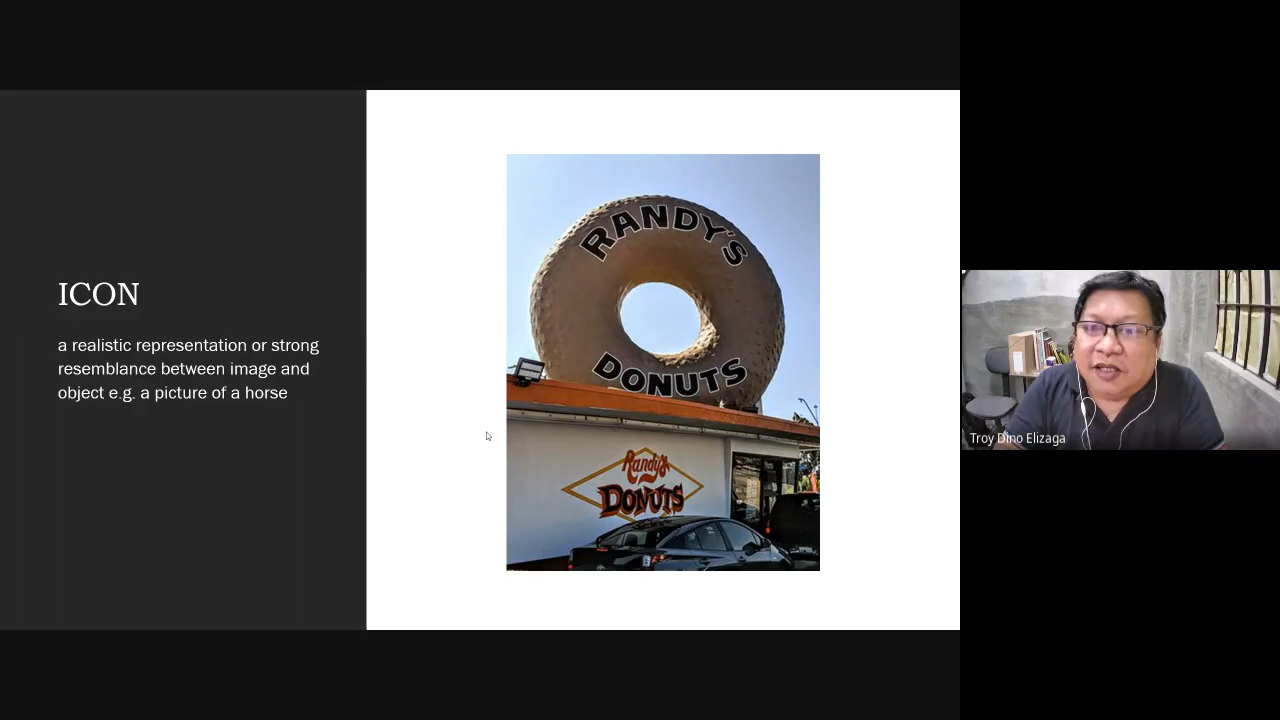 ICON
a realistic representation or strong
resemblance between image and
object e.g. a picture of a horse
RANDY'S
DONUTS
Randy's
DONUTS
Troy Dino Elizaga